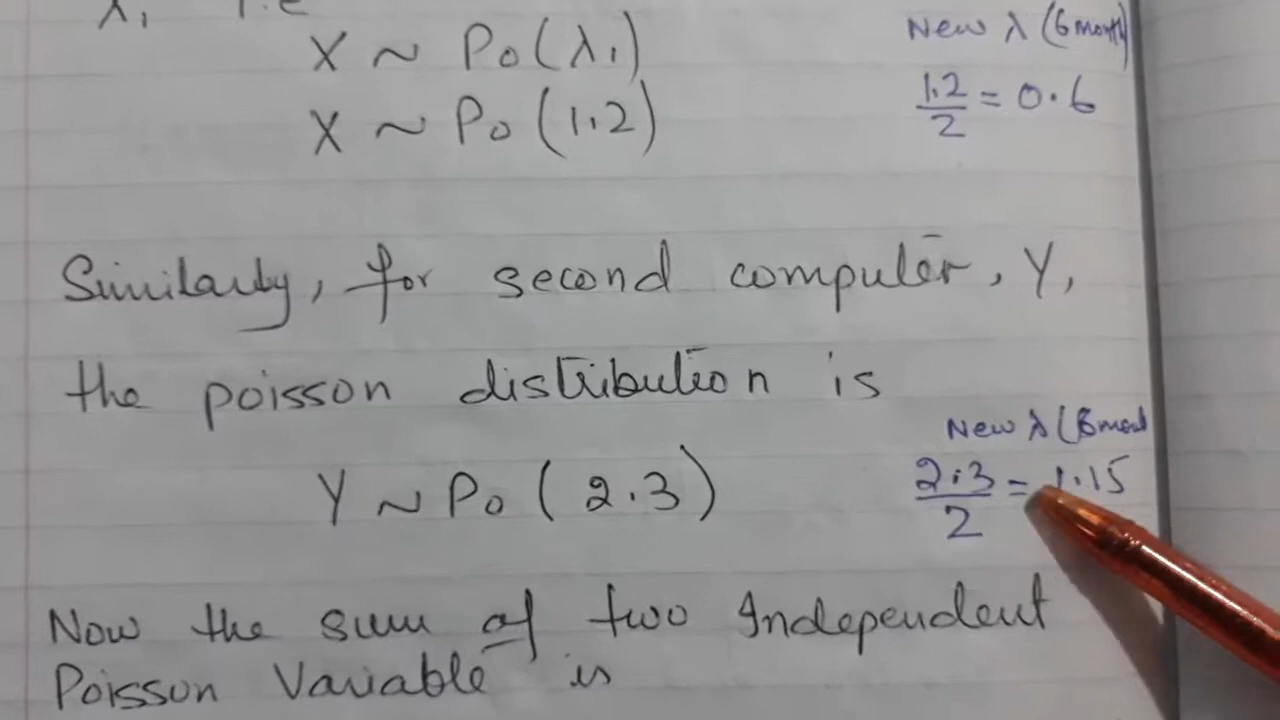 λ₁ i.e
X ~ Po(λ₁)
New λ (6 month)
X ~ Po (1.2)
1.2/2 = 0.6
Similarly, for second computer, Y,
the poisson distribution is
New λ (6 mont
Y ~ Po (2.3)
2.3/2 = 1.15
Now the sum of two Independent
Poisson Variable is